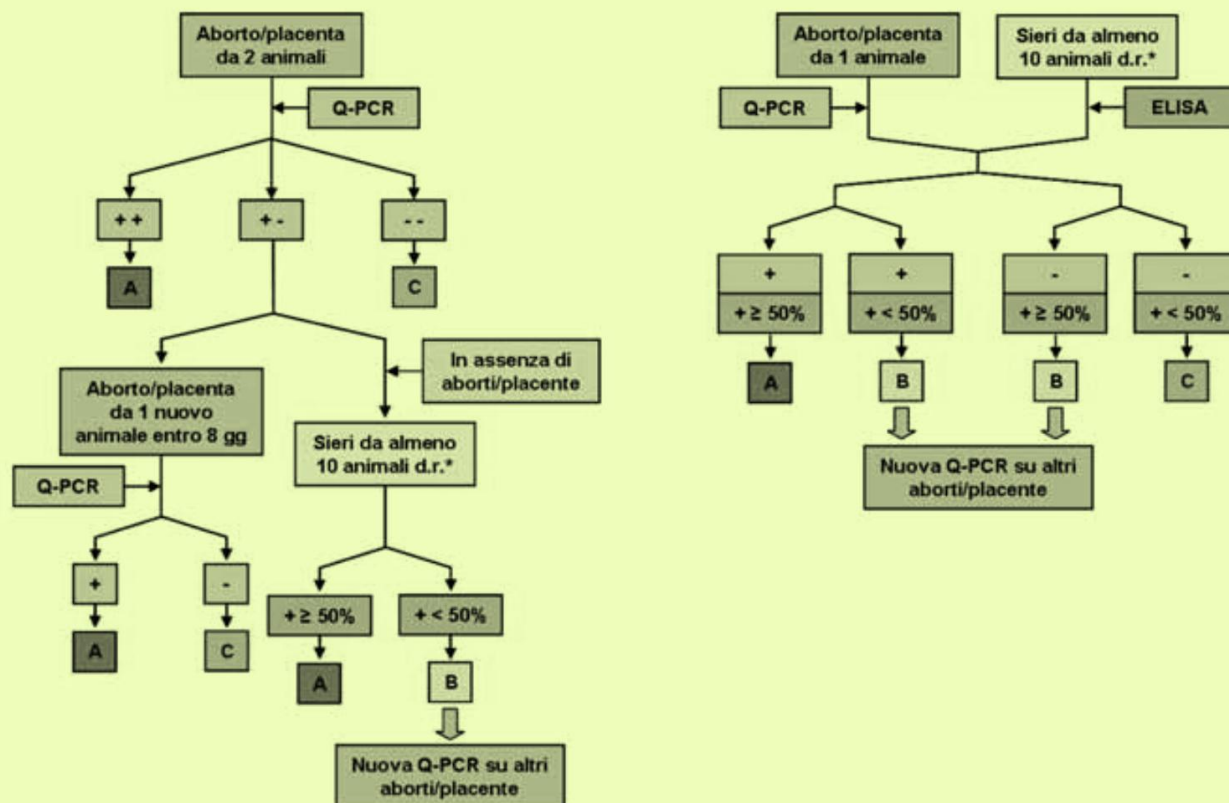 Aborto/placenta
da 2 animali
Q-PCR
+ +
+ -
- -
A
C
In assenza di
aborti/placente
Aborto/placenta
da 1 nuovo
animale entro 8 gg
Sieri da almeno
10 animali d.r.*
Q-PCR
+
-
A
C
+ ≥ 50%
+ < 50%
A
B
Nuova Q-PCR su altri
aborti/placente
Aborto/placenta
da 1 animale
Sieri da almeno
10 animali d.r.*
Q-PCR
ELISA
+
+
-
-
+ ≥ 50%
+ < 50%
+ ≥ 50%
+ < 50%
A
B
B
C
Nuova Q-PCR su altri
aborti/placente